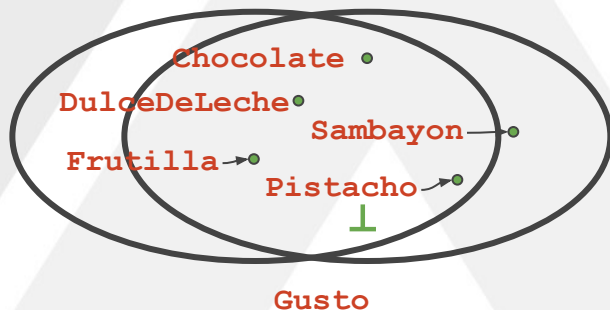 Chocolate
DulceDeLeche
Sambayon
Frutilla
Pistacho
⊥
Gusto